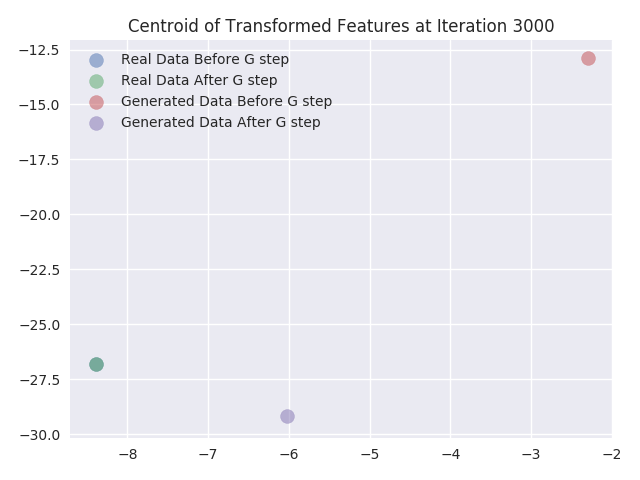 Centroid of Transformed Features at Iteration 3000
−12.5
Real Data Before G step
Real Data After G step
Generated Data Before G step
Generated Data After G step
−15.0
−17.5
−20.0
−22.5
−25.0
−27.5
−30.0
−8 −7 −6 −5 −4 −3 −2